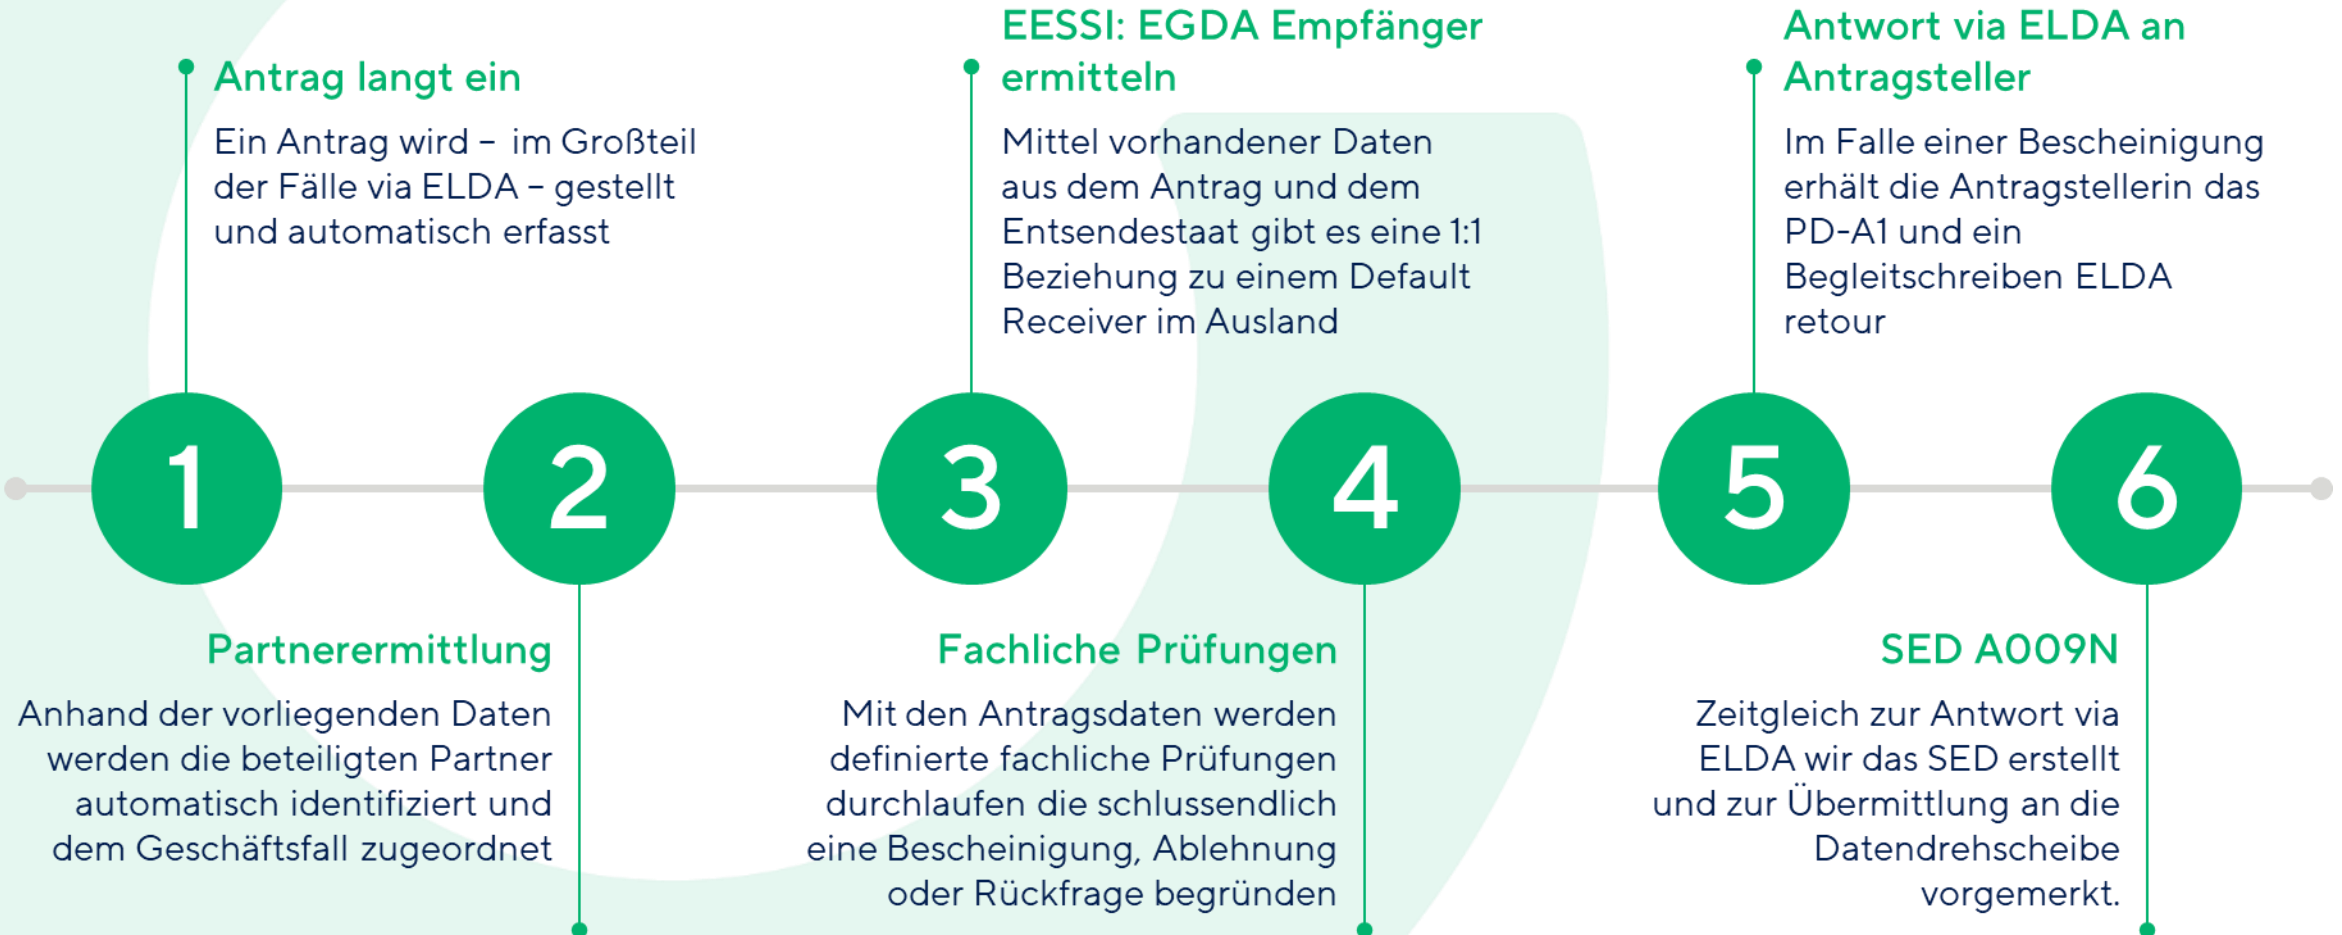 Antrag langt ein
Ein Antrag wird – im Großteil
der Fälle via ELDA – gestellt
und automatisch erfasst
EESSI: EGDA Empfänger
ermitteln
Mittel vorhandener Daten
aus dem Antrag und dem
Entsendestaat gibt es eine 1:1
Beziehung zu einem Default
Receiver im Ausland
Antwort via ELDA an
Antragsteller
Im Falle einer Bescheinigung
erhält die Antragstellerin das
PD-A1 und ein
Begleitschreiben ELDA
retour
1
2
3
4
5
6
Partnerermittlung
Anhand der vorliegenden Daten
werden die beteiligten Partner
automatisch identifiziert und
dem Geschäftsfall zugeordnet
Fachliche Prüfungen
Mit den Antragsdaten werden
definierte fachliche Prüfungen
durchlaufen die schlussendlich
eine Bescheinigung, Ablehnung
oder Rückfrage begründen
SED A009N
Zeitgleich zur Antwort via
ELDA wir das SED erstellt
und zur Übermittlung an die
Datendrehscheibe
vorgemerkt.